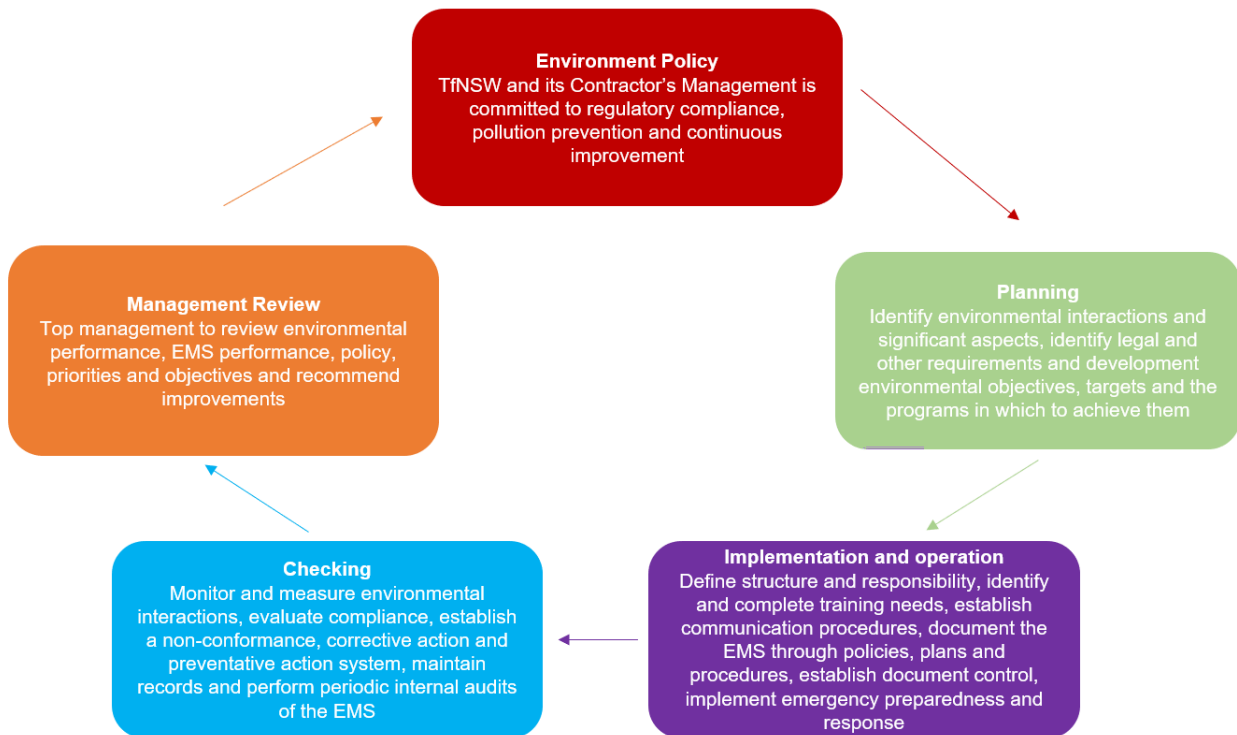 Environment Policy
TfNSW and its Contractor's Management is
committed to regulatory compliance,
pollution prevention and continuous
improvement
Planning
Identify environmental interactions and
significant aspects, identify legal and
other requirements and development
environmental objectives, targets and the
programs in which to achieve them
Implementation and operation
Define structure and responsibility, identify
and complete training needs, establish
communication procedures, document the
EMS through policies, plans and
procedures, establish document control,
implement emergency preparedness and
response
Checking
Monitor and measure environmental
interactions, evaluate compliance, establish
a non-conformance, corrective action and
preventative action system, maintain
records and perform periodic internal audits
of the EMS
Management Review
Top management to review environmental
performance, EMS performance, policy,
priorities and objectives and recommend
improvements